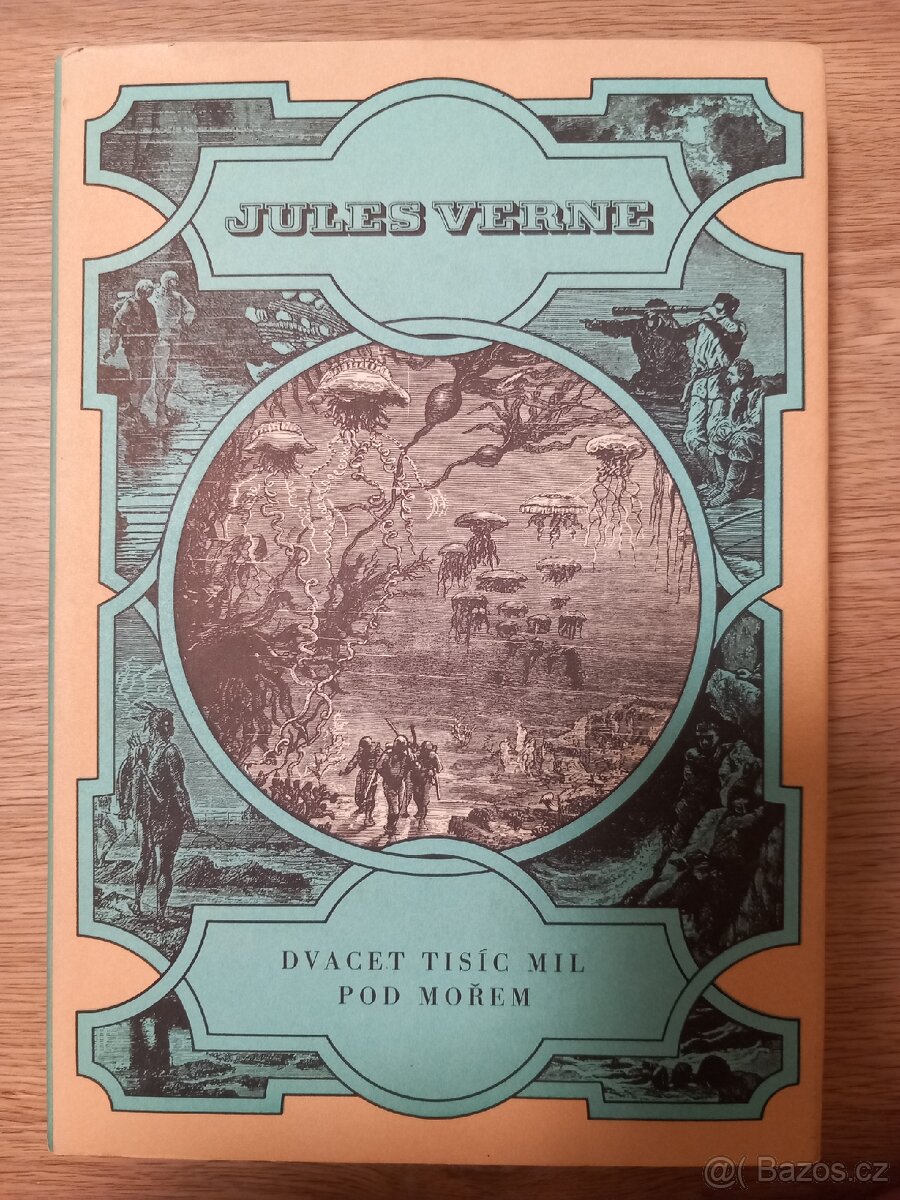 JULES VERNE
DVACET TISÍC MIL
POD MOŘEM
@( Bazos.cz